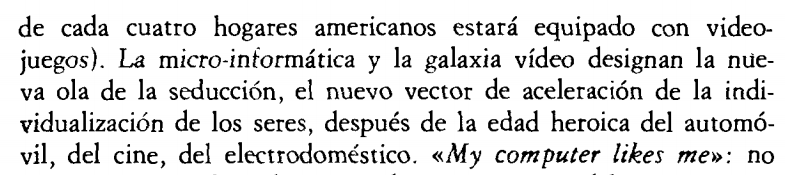 de cada cuatro hogares americanos estará equipado con video-
juegos). La micro-informática y la galaxia vídeo designan la nue-
va ola de la seducción, el nuevo vector de aceleración de la indi-
vidualización de los seres, después de la edad heroica del automó-
vil, del cine, del electrodoméstico. «My computer likes me»: no